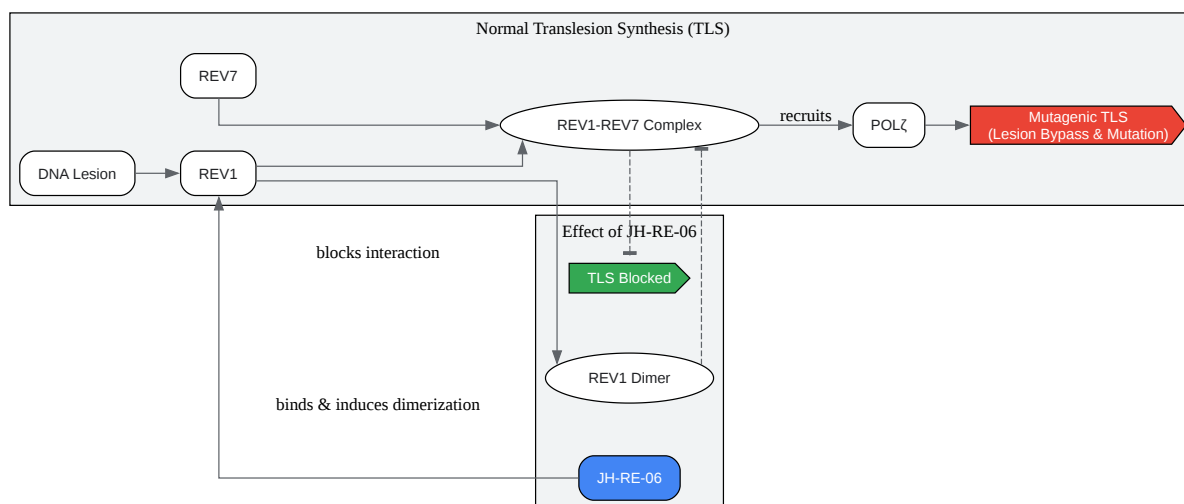 Normal Translesion Synthesis (TLS)
REV7
REV1-REV7 Complex
recruits
POLζ
Mutagenic TLS
(Lesion Bypass & Mutation)
DNA Lesion
REV1
Effect of JH-RE-06
blocks interaction
TLS Blocked
REV1 Dimer
binds & induces dimerization
JH-RE-06